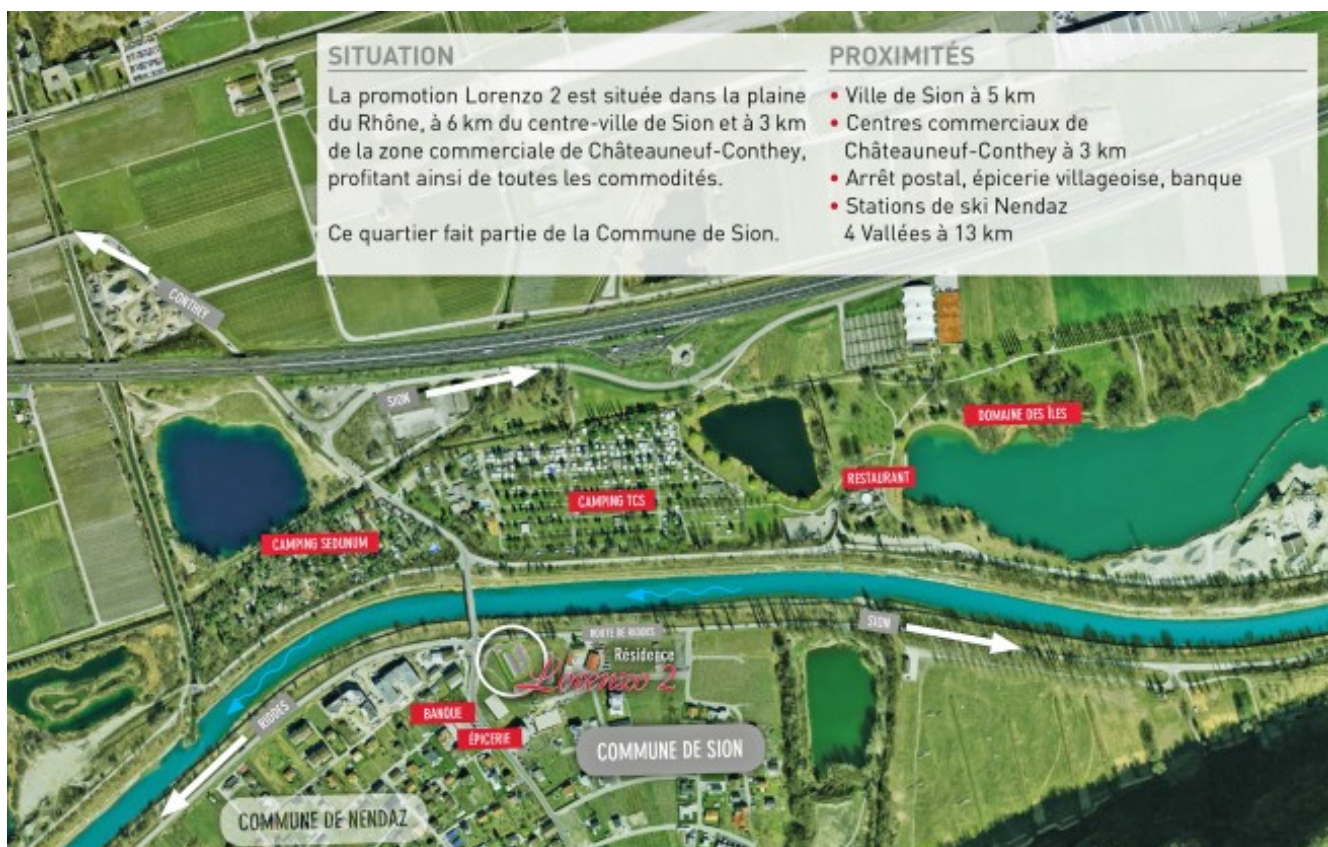 SITUATION
La promotion Lorenzo 2 est située dans la plaine
du Rhône, à 6 km du centre-ville de Sion et à 3 km
de la zone commerciale de Châteauneuf-Conthey,
profitant ainsi de toutes les commodités.
Ce quartier fait partie de la Commune de Sion.
PROXIMITÉS
• Ville de Sion à 5 km
• Centres commerciaux de
Châteauneuf-Conthey à 3 km
• Arrêt postal, épicerie villageoise, banque
• Stations de ski Nendaz
4 Vallées à 13 km
CONTHEY
SION
DOMAINE DES ÎLES
RESTAURANT
CAMPING TCS
CAMPING SEDUNUM
SION
ROUTE DE RIDDES
Résidence
Lorenzo 2
RIDDES
BANQUE
ÉPICERIE
COMMUNE DE SION
COMMUNE DE NENDAZ